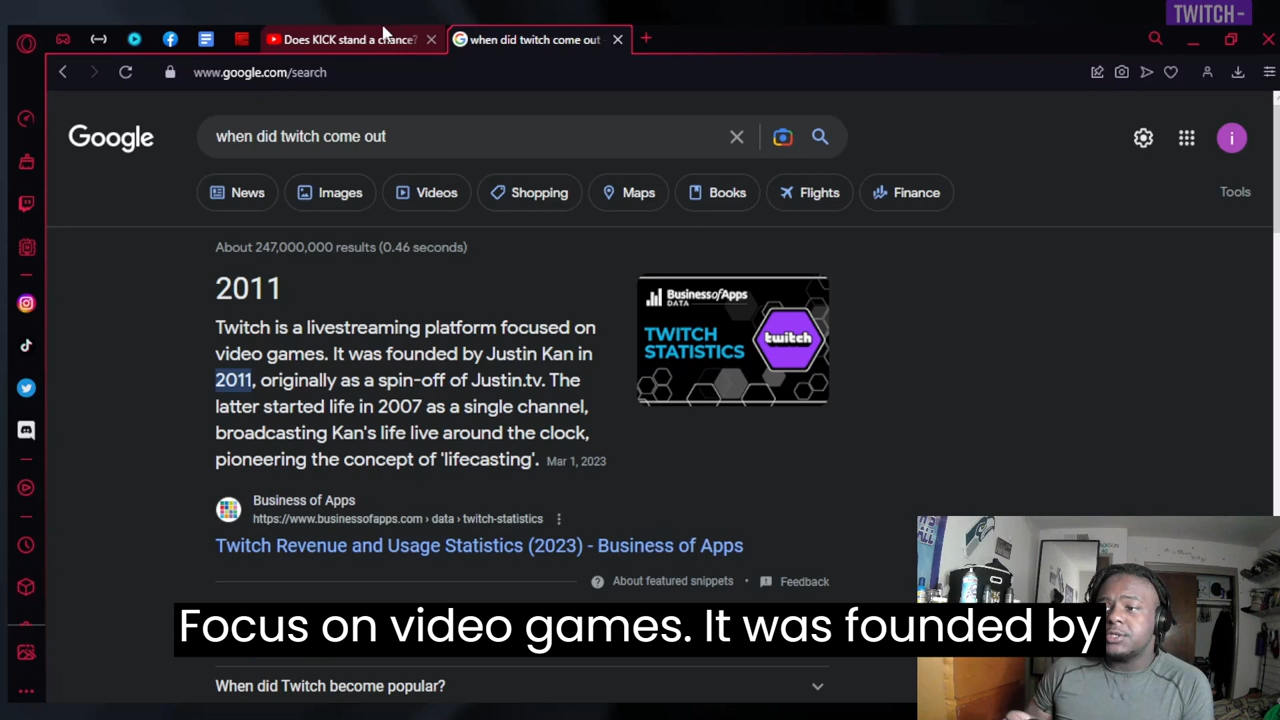 TWITCH-
Does KICK stand a chance?
when did twitch come out
www.google.com/search
Google
when did twitch come out
News
Images
Videos
Shopping
Maps
Books
Flights
Finance
Tools
i
About 247,000,000 results (0.46 seconds)
2011
Twitch is a livestreaming platform focused on
video games. It was founded by Justin Kan in
2011, originally as a spin-off of Justin.tv. The
latter started life in 2007 as a single channel,
broadcasting Kan's life live around the clock,
pioneering the concept of 'lifecasting'. Mar 1, 2023
BusinessofApps
DATA
TWITCH
STATISTICS
twitch
Business of Apps
https://www.businessofapps.com › data › twitch-statistics
Twitch Revenue and Usage Statistics (2023) - Business of Apps
About featured snippets
Feedback
Focus on video games. It was founded by
When did Twitch become popular?